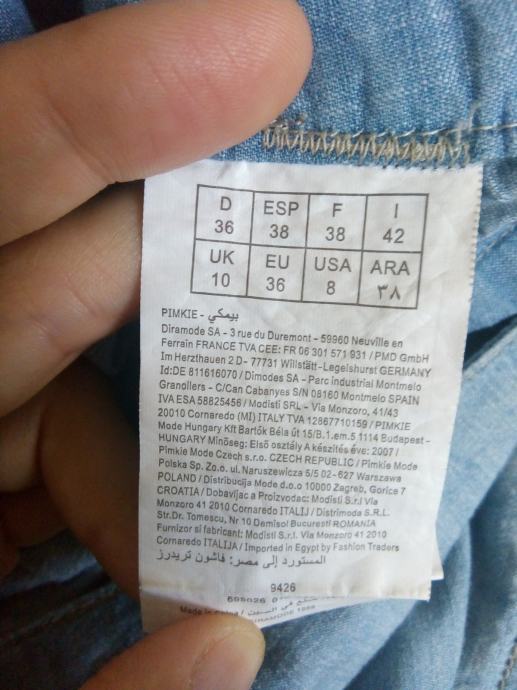 D ESP F I
36 38 38 42
UK EU USA ARA
10 36 8 ٣٨
PIMKIE - بيمكي
Diramode SA - 3 rue du Duremont - 59960 Neuville en
Ferrain FRANCE TVA CEE: FR 06 301 571 931 / PMD GmbH
Im Herzthauen 2 D- 77731 Willstätt-Legelshurst GERMANY
Id:DE 811616070 / Dimodes SA - Parc industrial Montmelo
Granollers - C/Can Cabanyes S/N 08160 Montmelo SPAIN
IVA ESA 58825456 / Modisti SRL - Via Monzoro, 41/43
20010 Cornaredo (MI) ITALY TVA 12867710159 / PIMKIE
Mode Hungary Kft Bartók Béla út 15/B.1.em.5 1114 Budapest -
HUNGARY Minőseg: Első osztály A készités éve: 2007 /
Pimkie Mode Czech s.r.o. CZECH REPUBLIC / Pimkie Mode
Polska Sp. Zo.o. ul. Naruszewicza 5/5 02-627 Warszawa
POLAND / Distribucija Mode d.o.o 10000 Zagreb, Gorice 7
CROATIA / Dobavljac a Proizvodac: Modisti S.r.l Via
Monzoro 41 2010 Cornaredo ITALIJ / Distrimoda S.R.L.
Str.Dr. Tomescu, Nr 10 Demisol Bucuresti ROMANIA
Furnizor si fabricant: Modisti S.r.l. Via Monzoro 41 2010
Cornaredo ITALIJA / Imported in Egypt by Fashion Traders
المستورد إلى مصر: فاشون تريدرز
9426
Made in